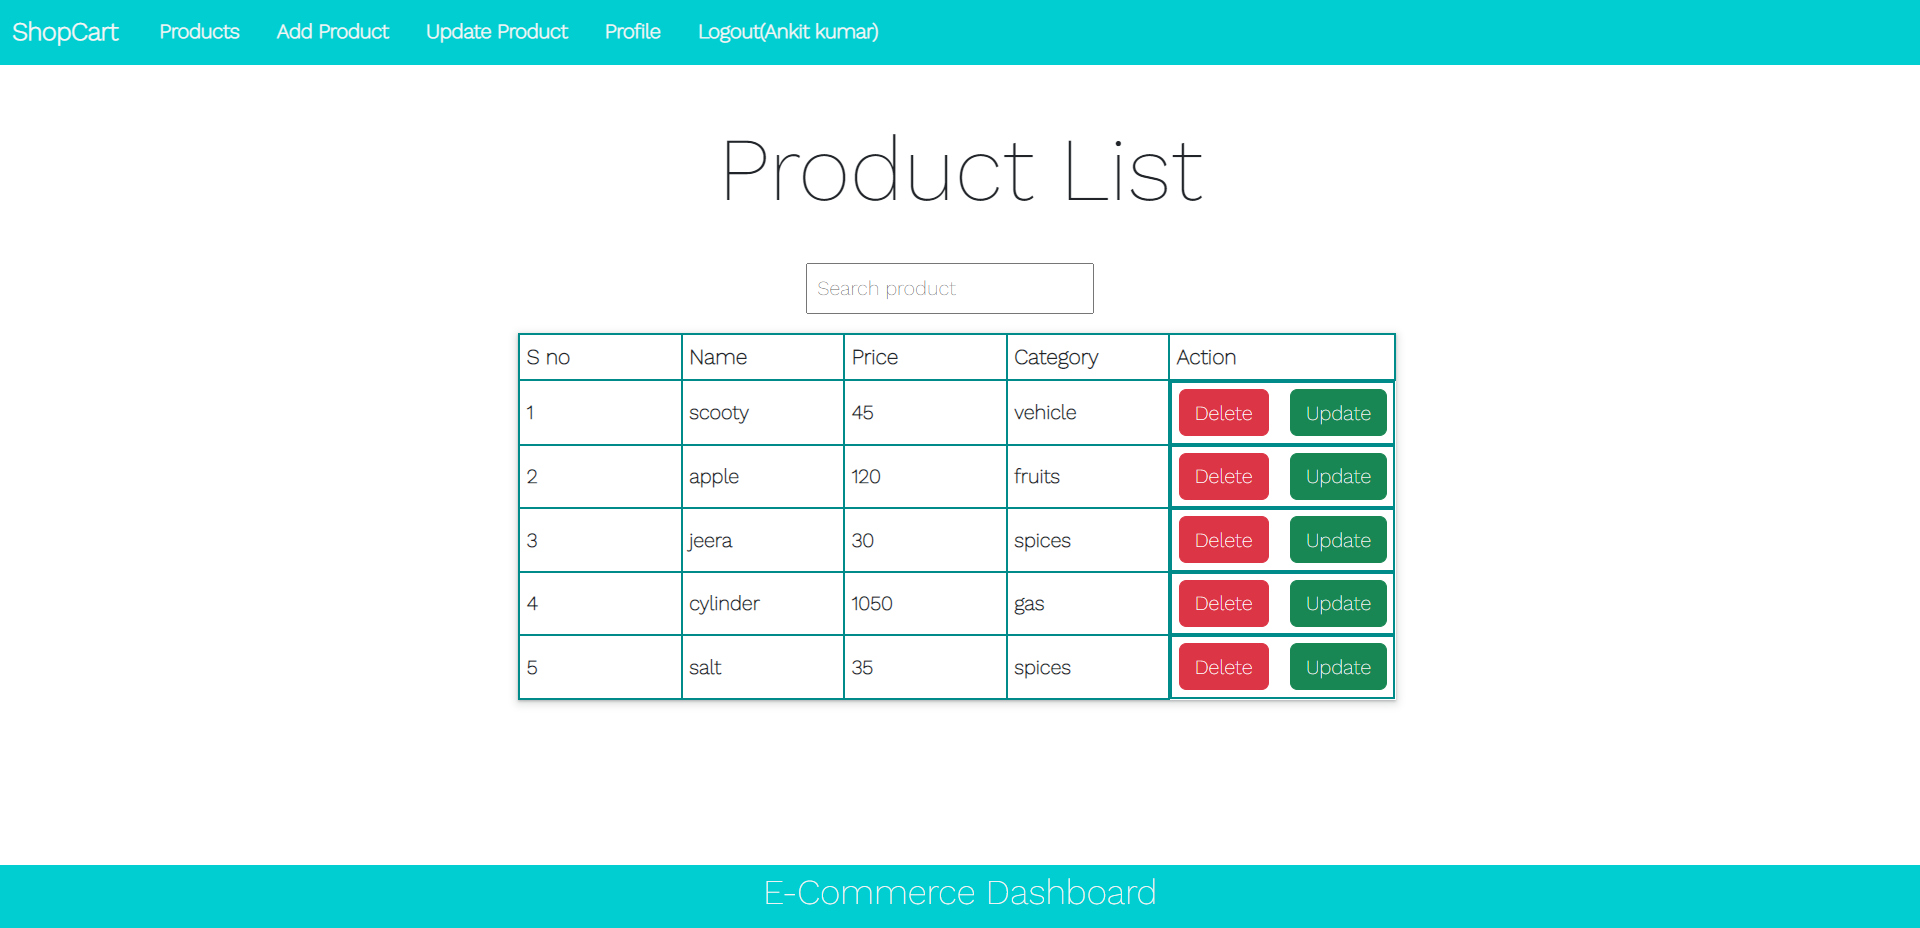 ShopCart Products Add Product Update Product Profile Logout(Ankit kumar)
Product List
Search product
S no Name Price Category Action
1 scooty 45 vehicle Delete Update
2 apple 120 fruits Delete Update
3 jeera 30 spices Delete Update
4 cylinder 1050 gas Delete Update
5 salt 35 spices Delete Update
E-Commerce Dashboard